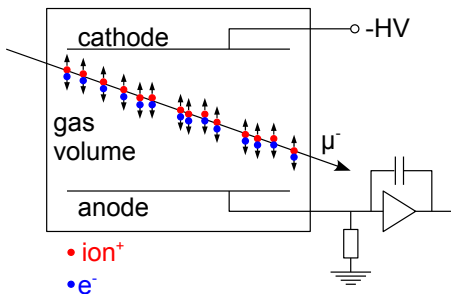 cathode
-HV
gas
volume
μ⁻
anode
ion⁺
e⁻